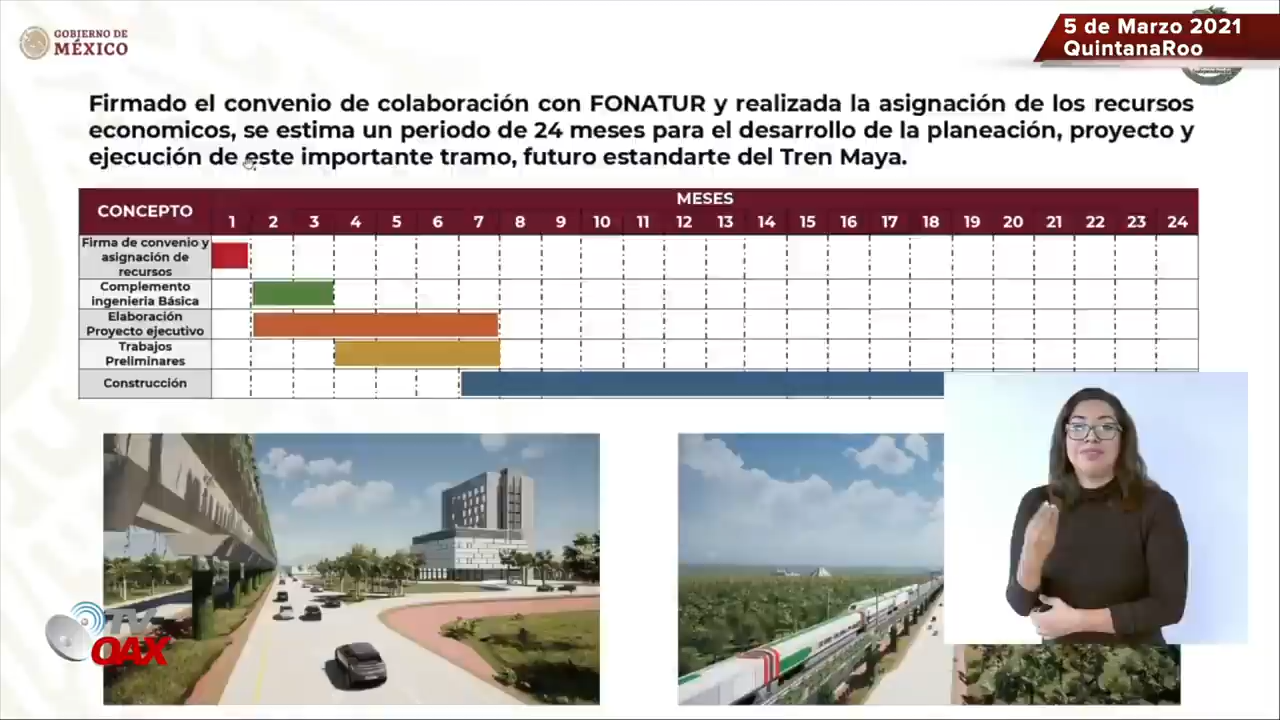 GOBIERNO DE
MÉXICO
5 de Marzo 2021
QuintanaRoo
Firmado el convenio de colaboración con FONATUR y realizada la asignación de los recursos
economicos, se estima un periodo de 24 meses para el desarrollo de la planeación, proyecto y
ejecución de este importante tramo, futuro estandarte del Tren Maya.
CONCEPTO
MESES
1 2 3 4 5 6 7 8 9 10 11 12 13 14 15 16 17 18 19 20 21 22 23 24
Firma de convenio y
asignación de
recursos
Complemento
ingenieria Básica
Elaboración
Proyecto ejecutivo
Trabajos
Preliminares
Construcción
TV
OAX